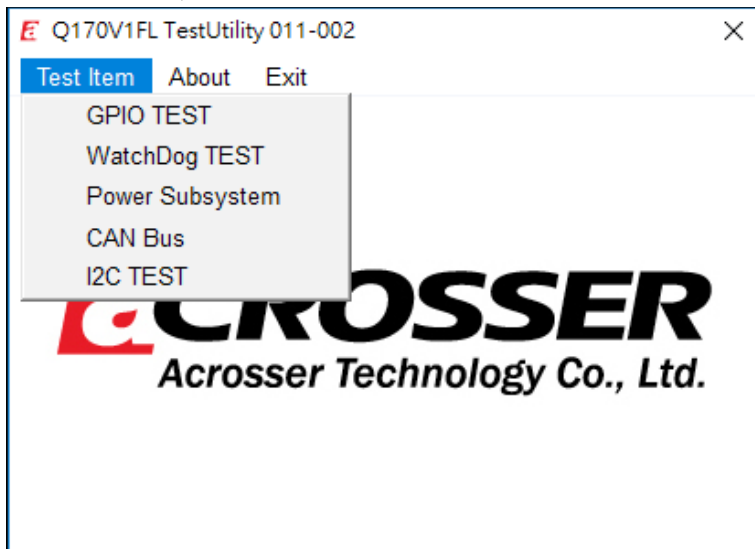 Q170V1FL TestUtility 011-002
Test Item About Exit
GPIO TEST
WatchDog TEST
Power Subsystem
CAN Bus
I2C TEST
aCROSSER
Acrosser Technology Co., Ltd.